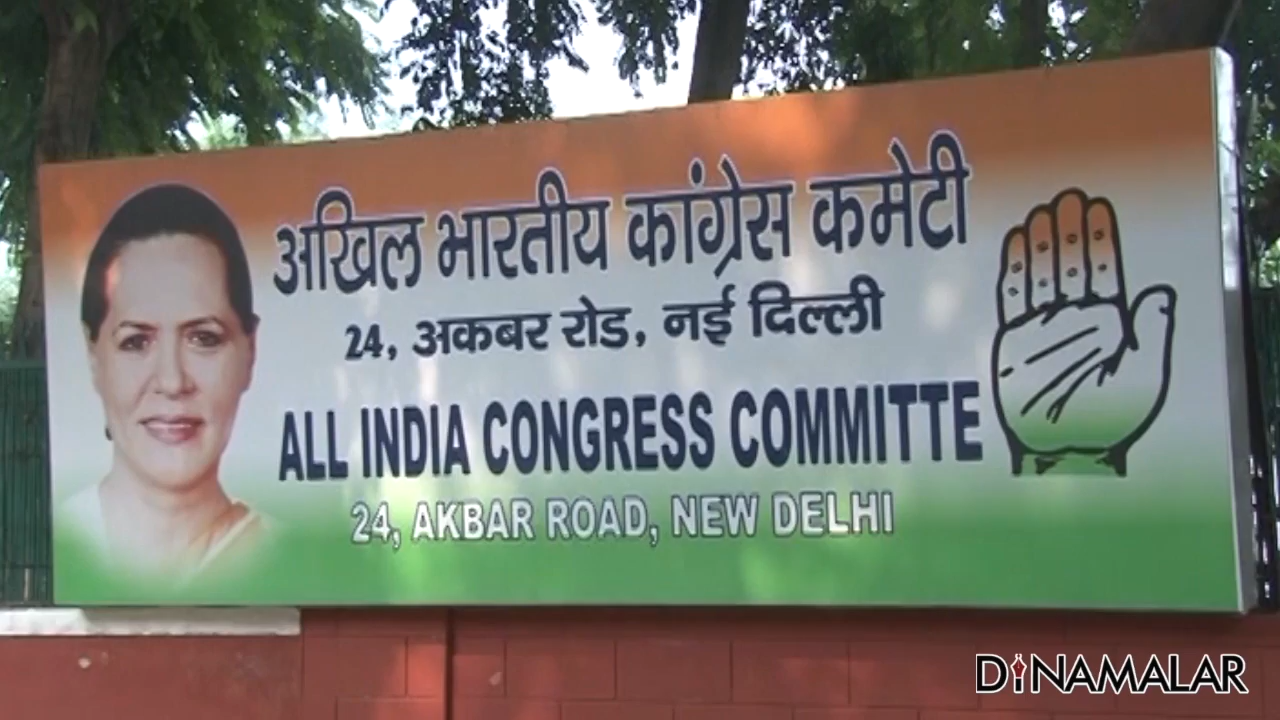 अखिल भारतीय कांग्रेस कमेटी
24, अकबर रोड, नई दिल्ली
ALL INDIA CONGRESS COMMITTE
24, AKBAR ROAD, NEW DELHI
DINAMALAR